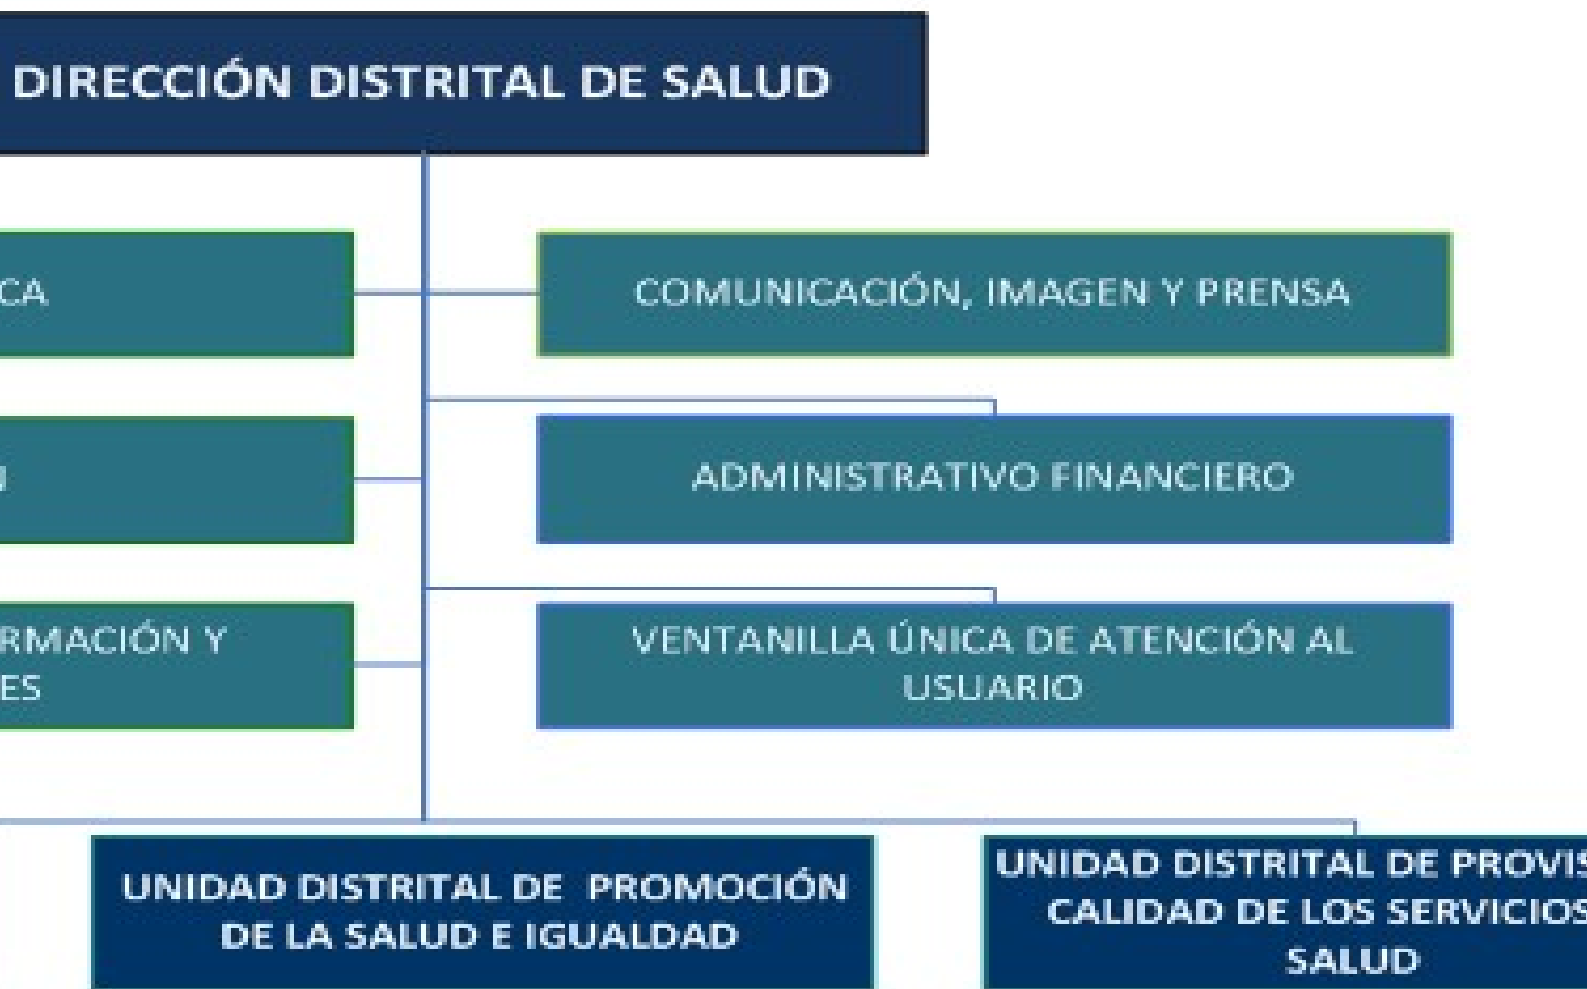 DIRECCIÓN DISTRITAL DE SALUD
COMUNICACIÓN, IMAGEN Y PRENSA
ADMINISTRATIVO FINANCIERO
RMACIÓN Y
ES
VENTANILLA ÚNICA DE ATENCIÓN AL
USUARIO
UNIDAD DISTRITAL DE PROMOCIÓN
DE LA SALUD E IGUALDAD
UNIDAD DISTRITAL DE PROVIS
CALIDAD DE LOS SERVICIOS
SALUD